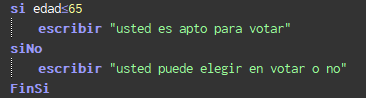 si edad≤65
escribir "usted es apto para votar"
siNo
escribir "usted puede elegir en votar o no"
FinSi